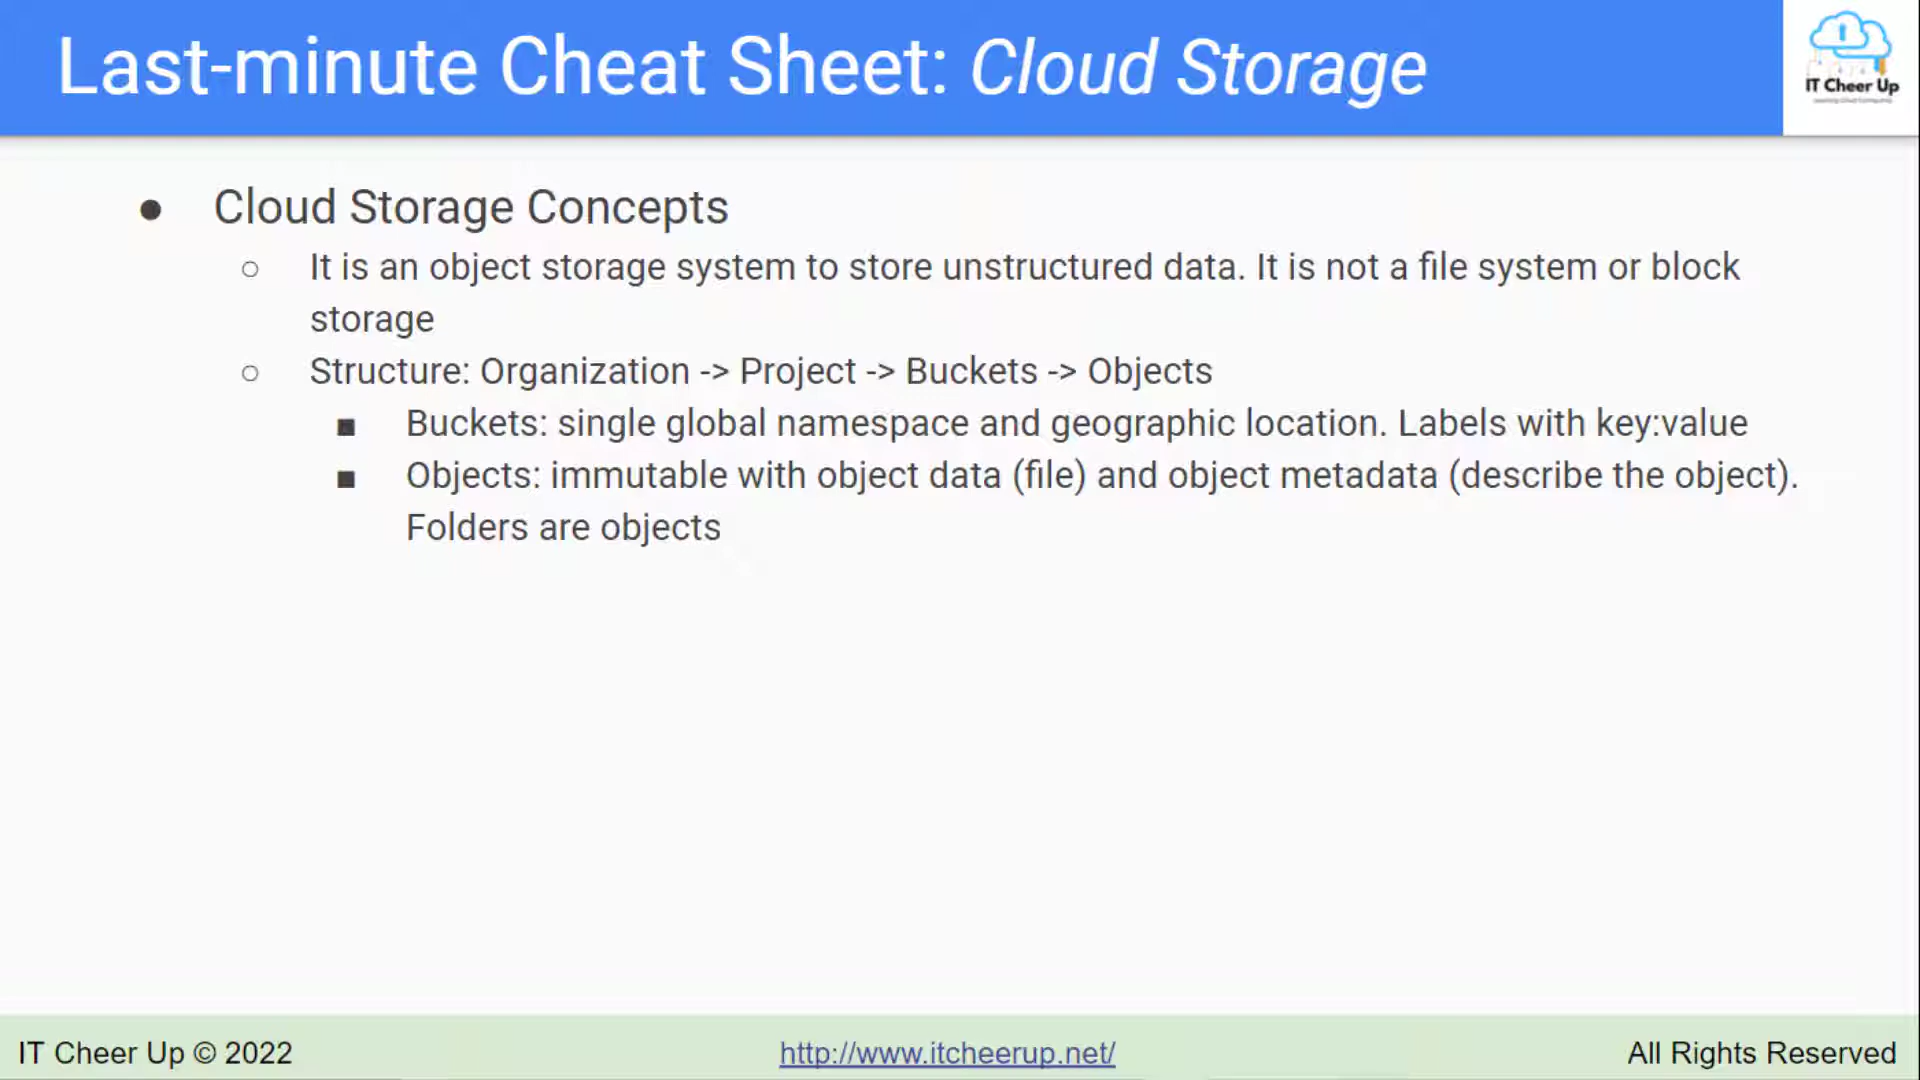 Last-minute Cheat Sheet: Cloud Storage
IT Cheer Up
● Cloud Storage Concepts
○ It is an object storage system to store unstructured data. It is not a file system or block
storage
○ Structure: Organization -> Project -> Buckets -> Objects
■ Buckets: single global namespace and geographic location. Labels with key:value
■ Objects: immutable with object data (file) and object metadata (describe the object).
Folders are objects
IT Cheer Up © 2022
http://www.itcheerup.net/
All Rights Reserved